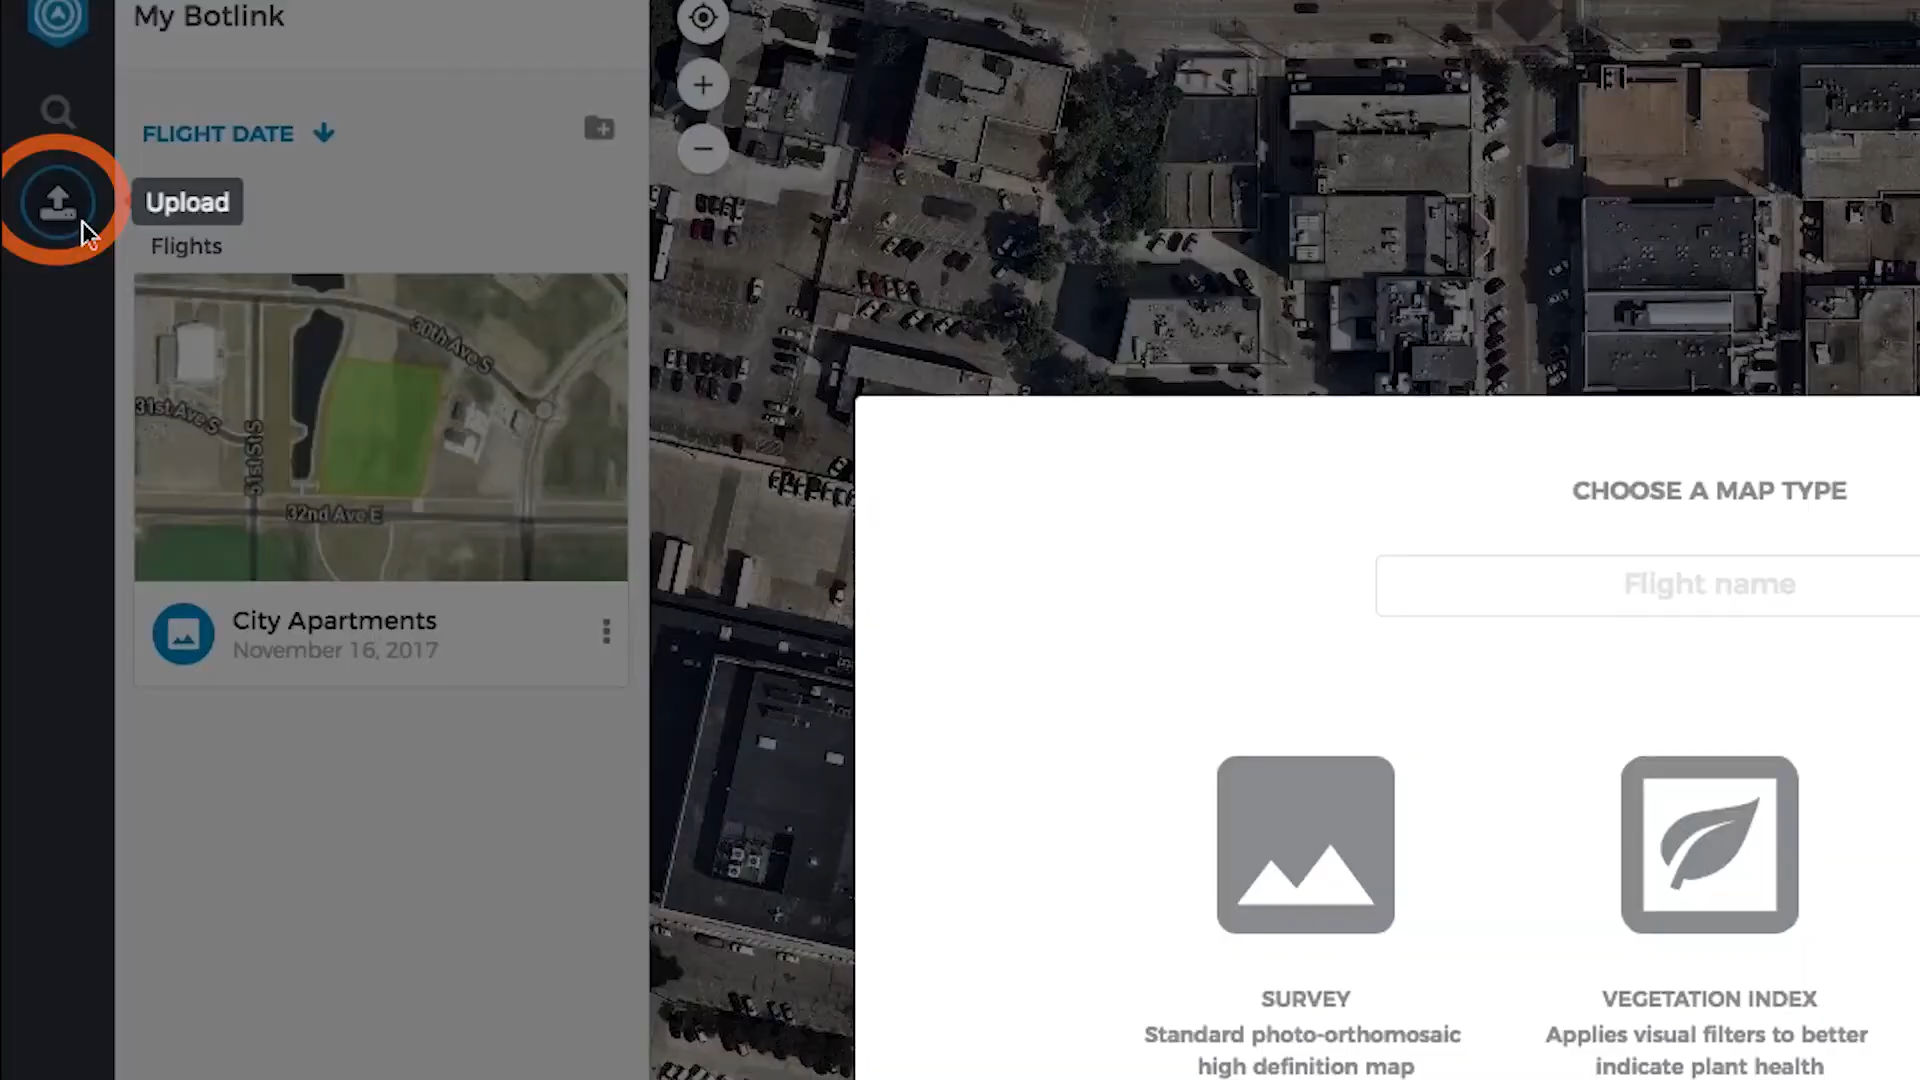 My Botlink
FLIGHT DATE
Upload
Flights
30th Ave S
31st Ave S
51st St S
32nd Ave E
City Apartments
November 16, 2017
CHOOSE A MAP TYPE
Flight name
SURVEY
Standard photo-orthomosaic
high definition map
VEGETATION INDEX
Applies visual filters to better
indicate plant health